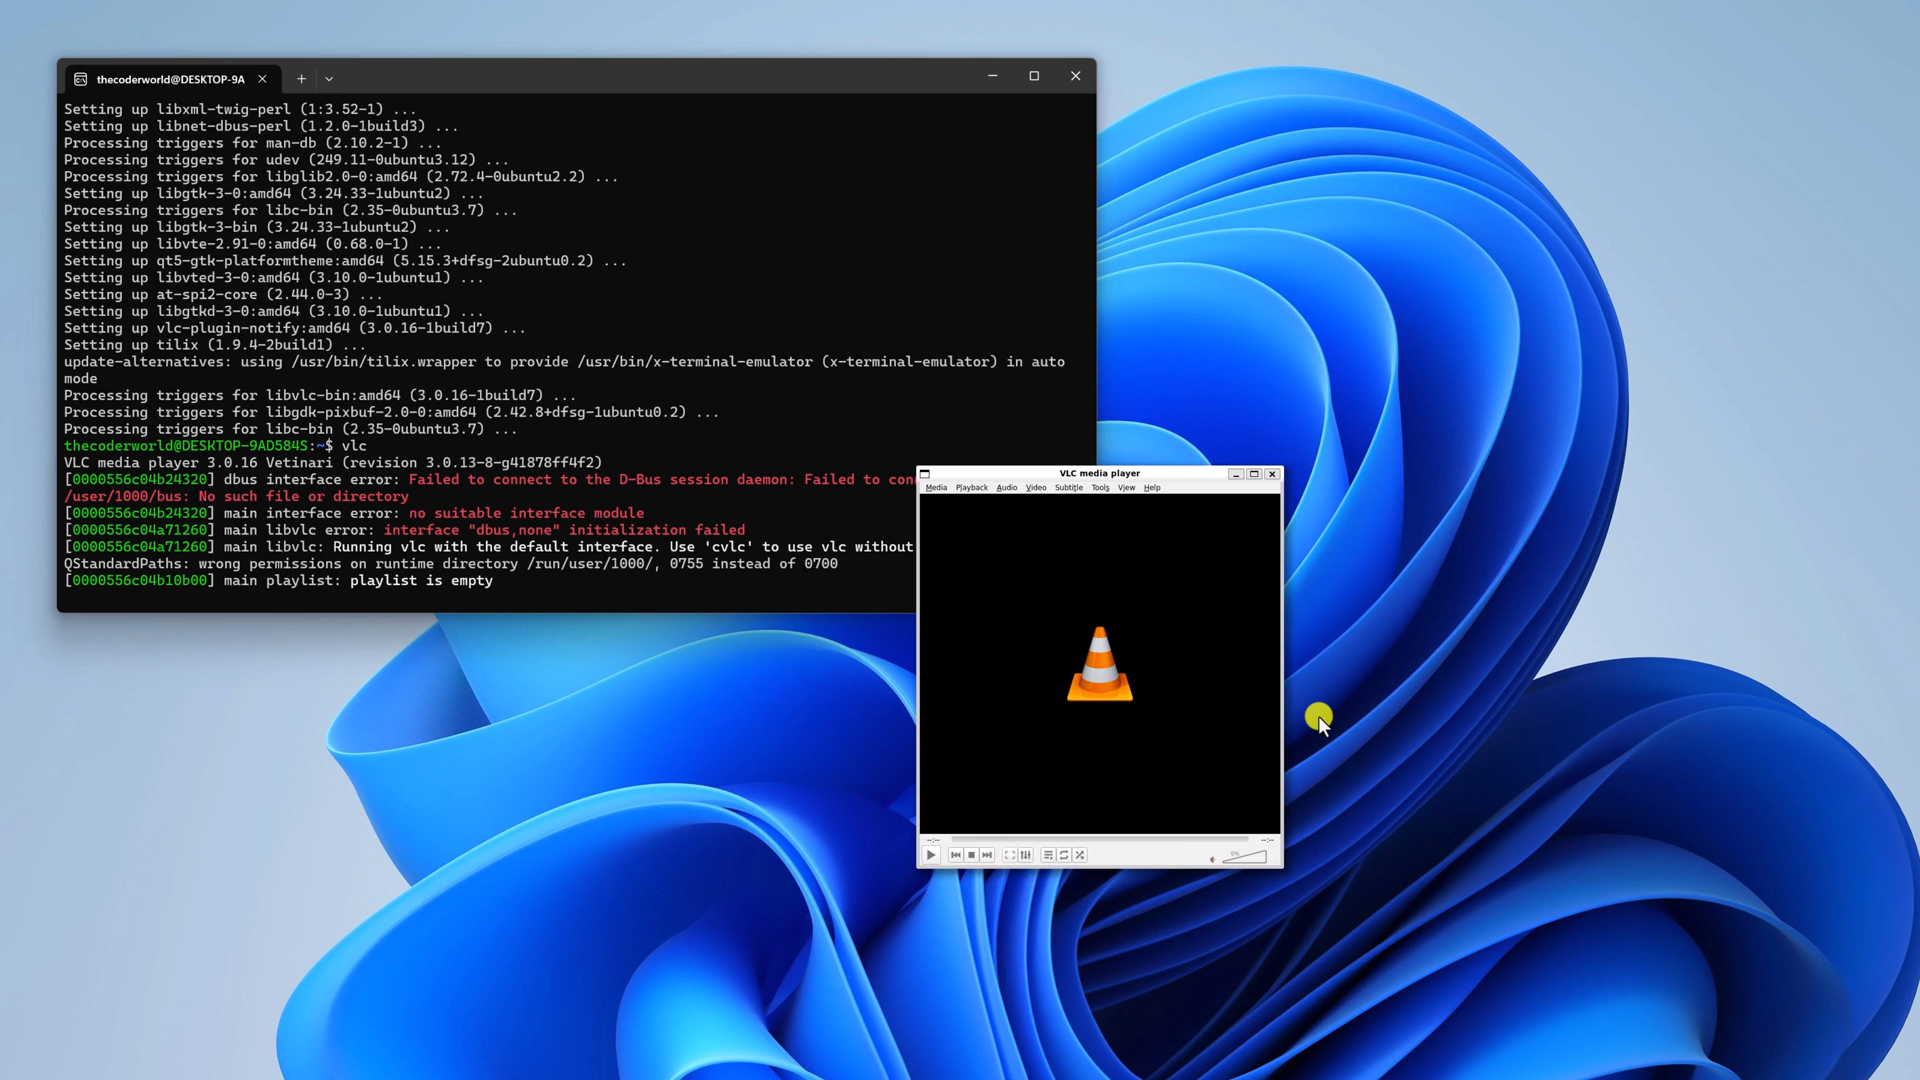 thecoderworld@DESKTOP-9A
Setting up libxml-twig-perl (1:3.52-1) ...
Setting up libnet-dbus-perl (1.2.0-1build3) ...
Processing triggers for man-db (2.10.2-1) ...
Processing triggers for udev (249.11-0ubuntu3.12) ...
Processing triggers for libglib2.0-0:amd64 (2.72.4-0ubuntu2.2) ...
Setting up libgtk-3-0:amd64 (3.24.33-1ubuntu2) ...
Processing triggers for libc-bin (2.35-0ubuntu3.7) ...
Setting up libgtk-3-bin (3.24.33-1ubuntu2) ...
Setting up libvte-2.91-0:amd64 (0.68.0-1) ...
Setting up qt5-gtk-platformtheme:amd64 (5.15.3+dfsg-2ubuntu0.2) ...
Setting up libvted-3-0:amd64 (3.10.0-1ubuntu1) ...
Setting up at-spi2-core (2.44.0-3) ...
Setting up libgtkd-3-0:amd64 (3.10.0-1ubuntu1) ...
Setting up vlc-plugin-notify:amd64 (3.0.16-1build7) ...
Setting up tilix (1.9.4-2build1) ...
update-alternatives: using /usr/bin/tilix.wrapper to provide /usr/bin/x-terminal-emulator (x-terminal-emulator) in auto
mode
Processing triggers for libvlc-bin:amd64 (3.0.16-1build7) ...
Processing triggers for libgdk-pixbuf-2.0-0:amd64 (2.42.8+dfsg-1ubuntu0.2) ...
Processing triggers for libc-bin (2.35-0ubuntu3.7) ...
thecoderworld@DESKTOP-9AD584S:~$ vlc
VLC media player 3.0.16 Vetinari (revision 3.0.13-8-g41878ff4f2)
[0000556c04b24320] dbus interface error: Failed to connect to the D-Bus session daemon: Failed to con
/user/1000/bus: No such file or directory
[0000556c04b24320] main interface error: no suitable interface module
[0000556c04a71260] main libvlc error: interface "dbus,none" initialization failed
[0000556c04a71260] main libvlc: Running vlc with the default interface. Use 'cvlc' to use vlc without
QStandardPaths: wrong permissions on runtime directory /run/user/1000/, 0755 instead of 0700
[0000556c04b10b00] main playlist: playlist is empty
VLC media player
Media Playback Audio Video Subtitle Tools View Help
--:-- --:--
0%